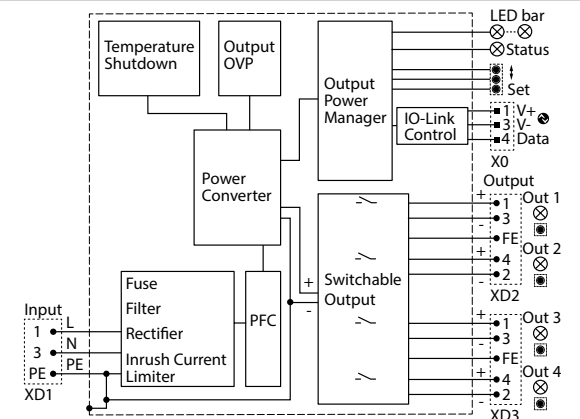 LED bar
Status
Set
Temperature
Shutdown
Output
OVP
Output
Power
Manager
IO-Link
Control
1 V+
3 V-
4 Data
X0
Power
Converter
Output
+ 1 Out 1
3
-
FE
+ 4 Out 2
2
-
XD2
Switchable
Output
+
-
Fuse
Filter
Rectifier
Inrush Current
Limiter
PFC
Input
1 L
3 N
PE PE
XD1
+ 1 Out 3
3
-
FE
+ 4 Out 4
2
-
XD3